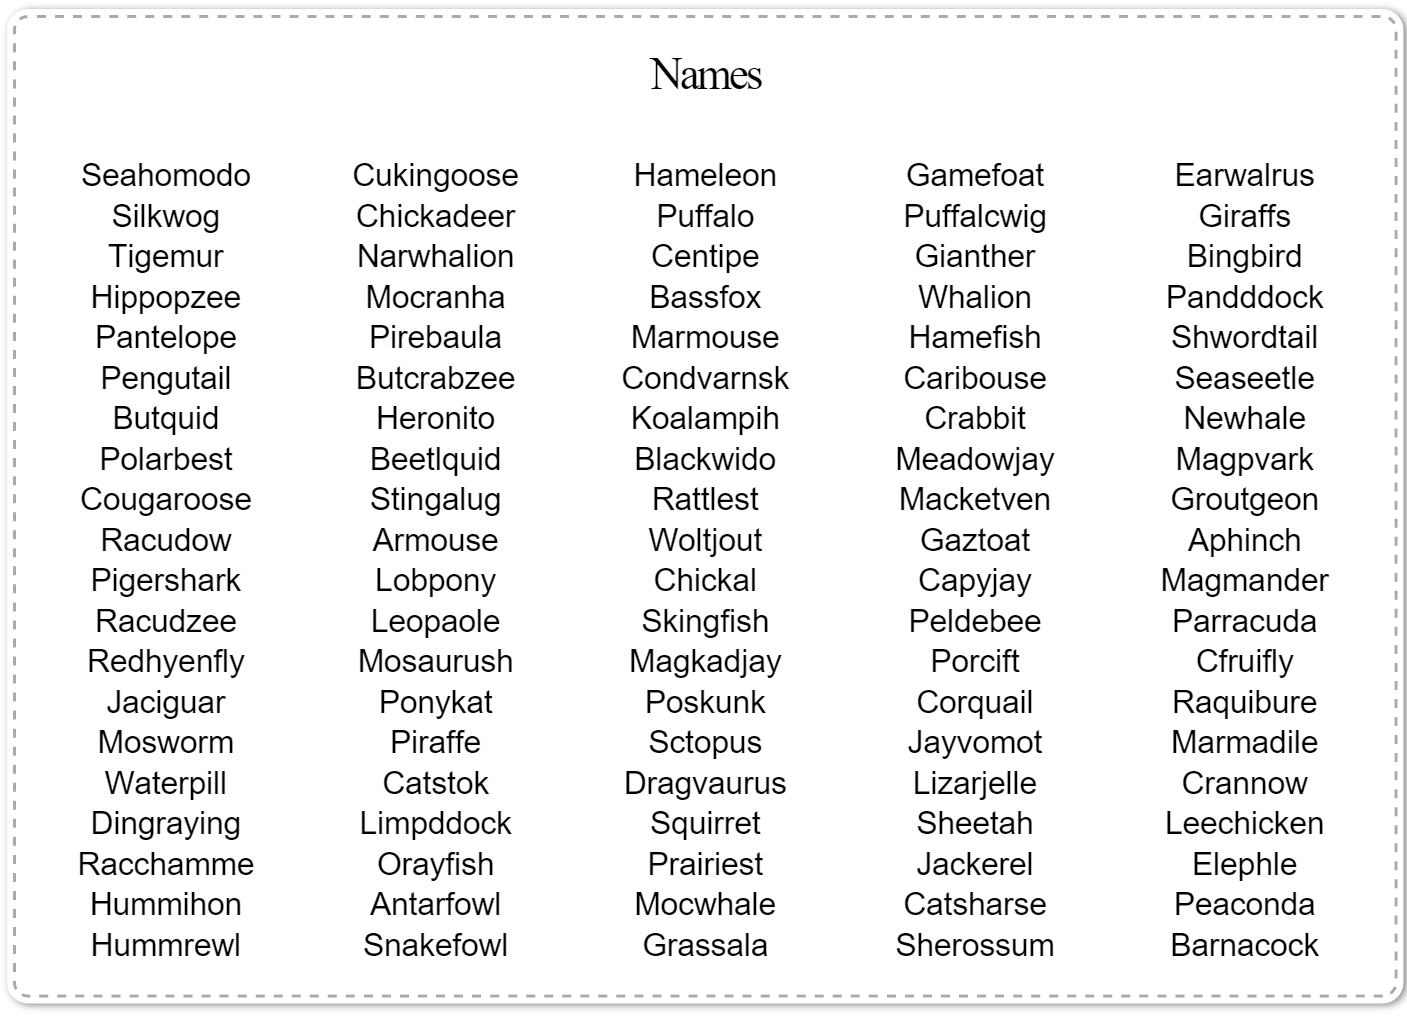 Names
Seahomodo Cukingoose Hameleon Gamefoat Earwalrus
Silkwog Chickadeer Puffalo Puffalcwig Giraffs
Tigemur Narwhalion Centipe Gianther Bingbird
Hippopzee Mocranha Bassfox Whalion Pandddock
Pantelope Pirebaula Marmouse Hamefish Shwordtail
Pengutail Butcrabzee Condvarnsk Caribouse Seaseetle
Butquid Heronito Koalampih Crabbit Newhale
Polarbest Beetlquid Blackwido Meadowjay Magpvark
Cougaroose Stingalug Rattlest Macketven Groutgeon
Racudow Armouse Woltjout Gaztoat Aphinch
Pigershark Lobpony Chickal Capyjay Magmander
Racudzee Leopaole Skingfish Peldebee Parracuda
Redhyenfly Mosaurush Magkadjay Porcift Cfruifly
Jaciguar Ponykat Poskunk Corquail Raquibure
Mosworm Piraffe Sctopus Jayvomot Marmadile
Waterpill Catstok Dragvaurus Lizarjelle Crannow
Dingraying Limpddock Squirret Sheetah Leechicken
Racchamme Orayfish Prairiest Jackerel Elephle
Hummihon Antarfowl Mocwhale Catsharse Peaconda
Hummrewl Snakefowl Grassala Sherossum Barnacock